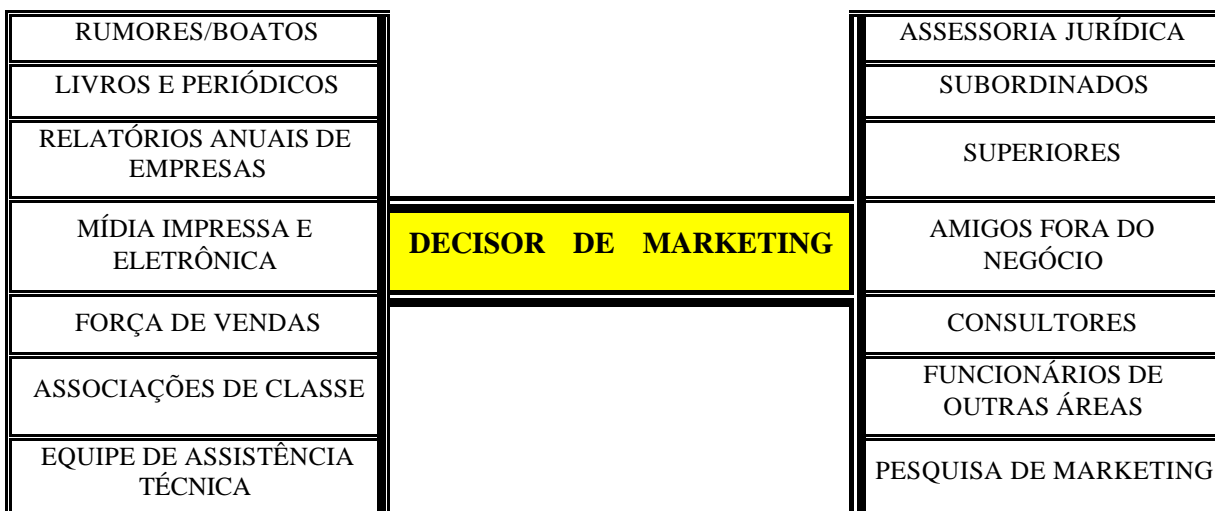 RUMORES/BOATOS
LIVROS E PERIÓDICOS
RELATÓRIOS ANUAIS DE
EMPRESAS
MÍDIA IMPRESSA E
ELETRÔNICA
FORÇA DE VENDAS
ASSOCIAÇÕES DE CLASSE
EQUIPE DE ASSISTÊNCIA
TÉCNICA
DECISOR DE MARKETING
ASSESSORIA JURÍDICA
SUBORDINADOS
SUPERIORES
AMIGOS FORA DO
NEGÓCIO
CONSULTORES
FUNCIONÁRIOS DE
OUTRAS ÁREAS
PESQUISA DE MARKETING